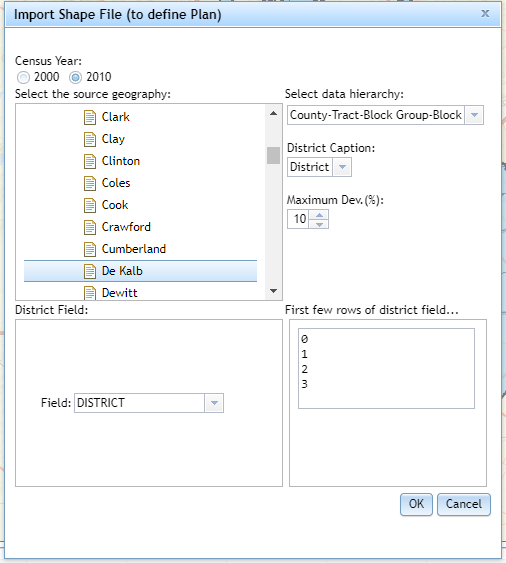 Import Shape File (to define Plan)
x
Census Year:
2000 2010
Select the source geography:
Clark
Clay
Clinton
Coles
Cook
Crawford
Cumberland
De Kalb
Dewitt
Select data hierarchy:
County-Tract-Block Group-Block
District Caption:
District
Maximum Dev.(%):
10
District Field:
Field: DISTRICT
First few rows of district field...
0
1
2
3
OK Cancel